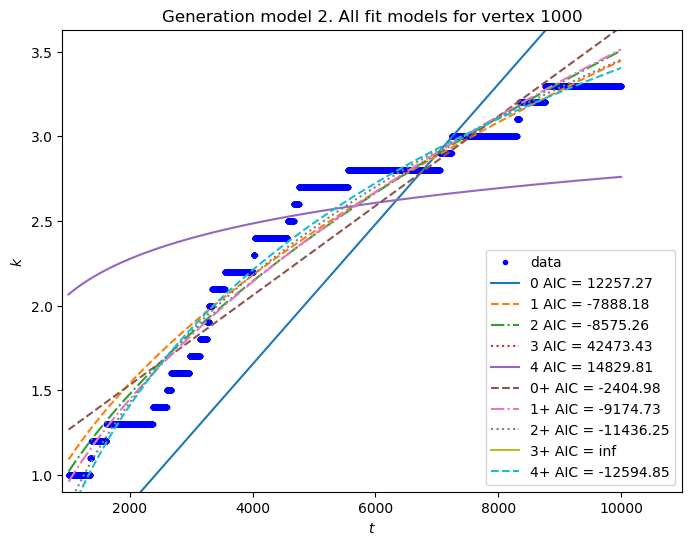 Generation model 2. All fit models for vertex 1000
3.5
3.0
2.5
2.0
1.5
1.0
k
2000
4000
6000
8000
10000
t
data
0 AIC = 12257.27
1 AIC = -7888.18
2 AIC = -8575.26
3 AIC = 42473.43
4 AIC = 14829.81
0+ AIC = -2404.98
1+ AIC = -9174.73
2+ AIC = -11436.25
3+ AIC = inf
4+ AIC = -12594.85